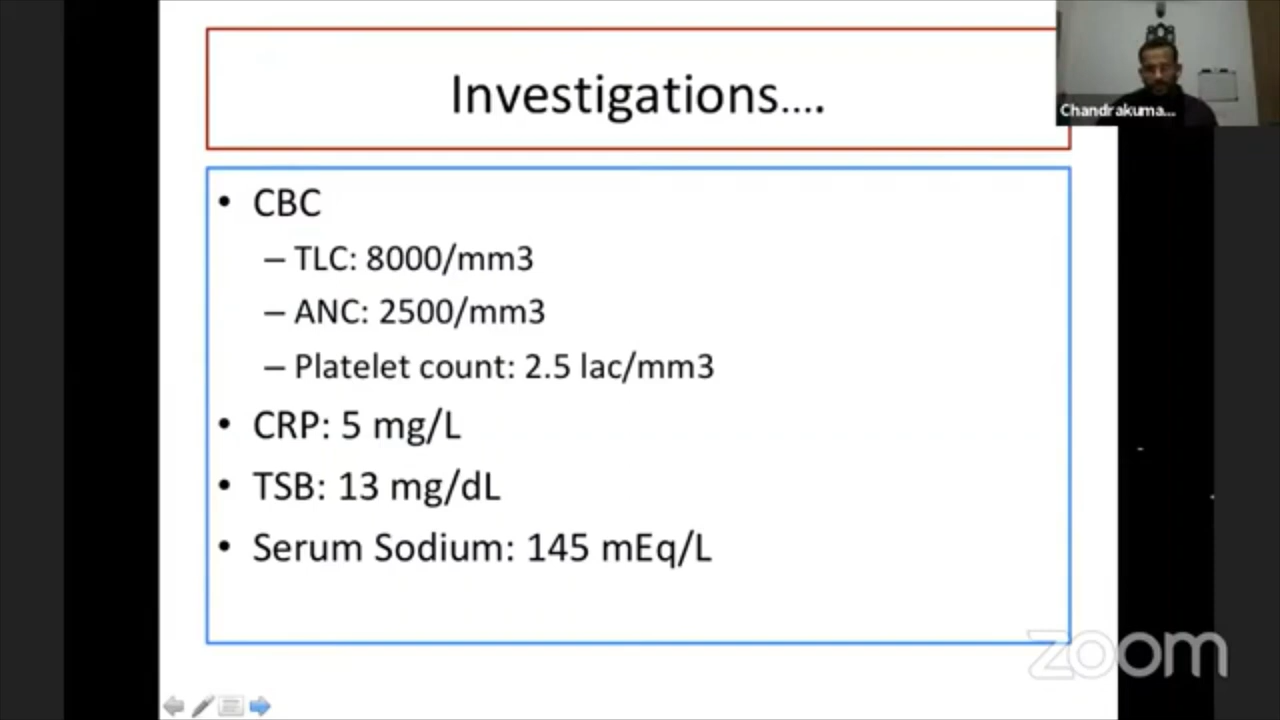 Investigations....
Chandrakuma...
• CBC
– TLC: 8000/mm3
– ANC: 2500/mm3
– Platelet count: 2.5 lac/mm3
• CRP: 5 mg/L
• TSB: 13 mg/dL
• Serum Sodium: 145 mEq/L
zoom